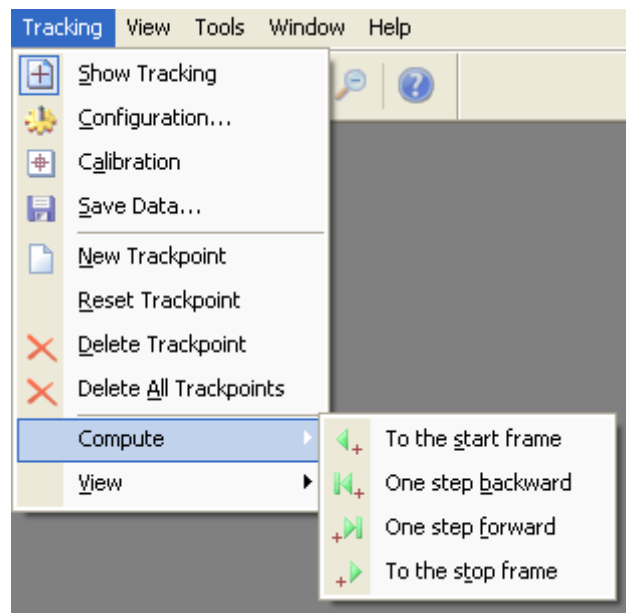 Tracking View Tools Window Help
Show Tracking
Configuration...
Calibration
Save Data...
New Trackpoint
Reset Trackpoint
Delete Trackpoint
Delete All Trackpoints
Compute
View
To the start frame
One step backward
One step forward
To the stop frame